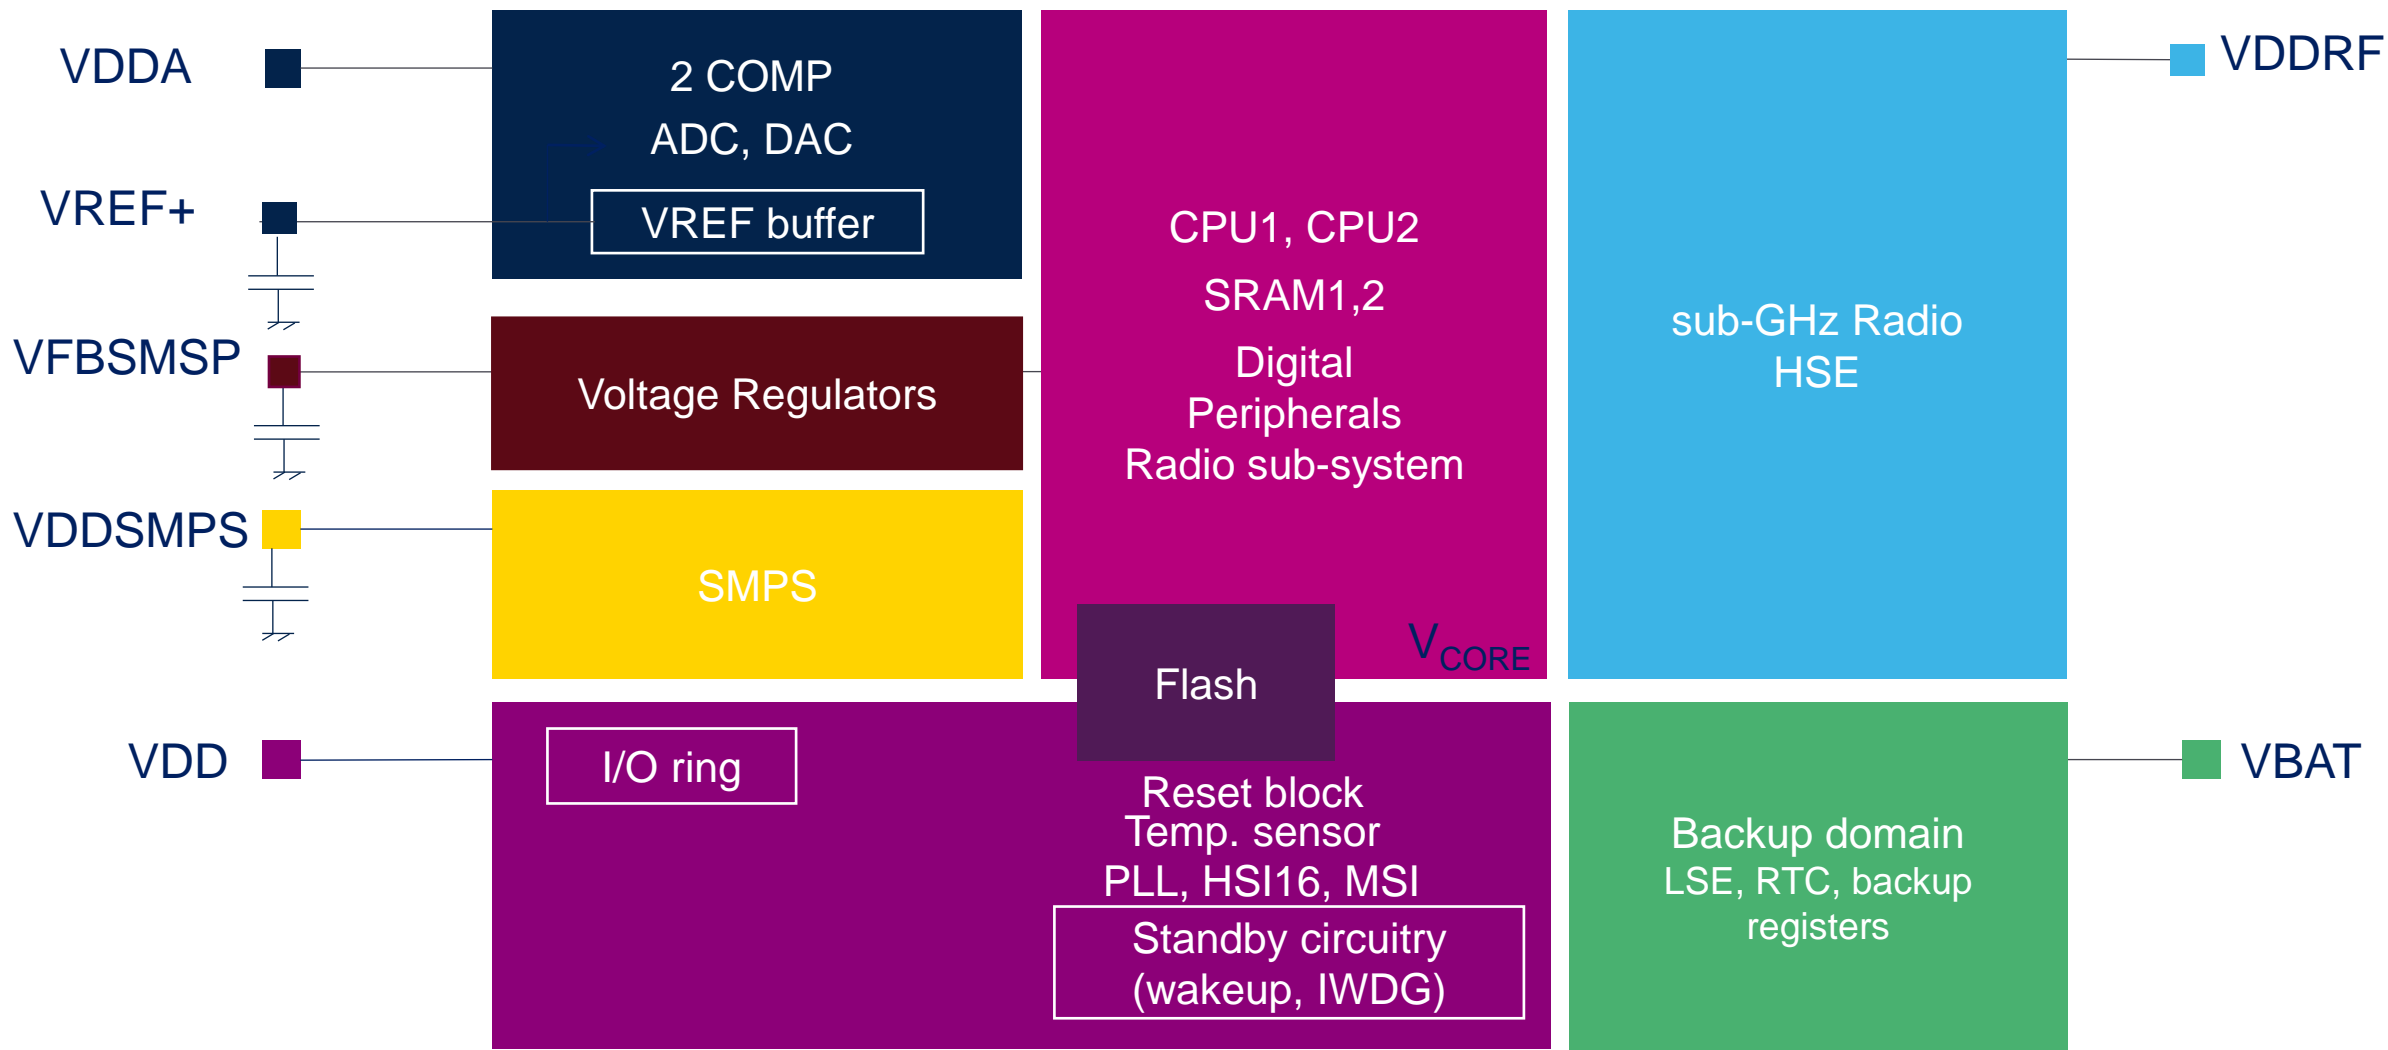 VDDA
VREF+
VFBSMSP
VDDSMPS
VDD
2 COMP
ADC, DAC
VREF buffer
Voltage Regulators
SMPS
CPU1, CPU2
SRAM1,2
Digital
Peripherals
Radio sub-system
VCORE
Flash
sub-GHz Radio
HSE
VDDRF
I/O ring
Reset block
Temp. sensor
PLL, HSI16, MSI
Standby circuitry
(wakeup, IWDG)
Backup domain
LSE, RTC, backup
registers
VBAT